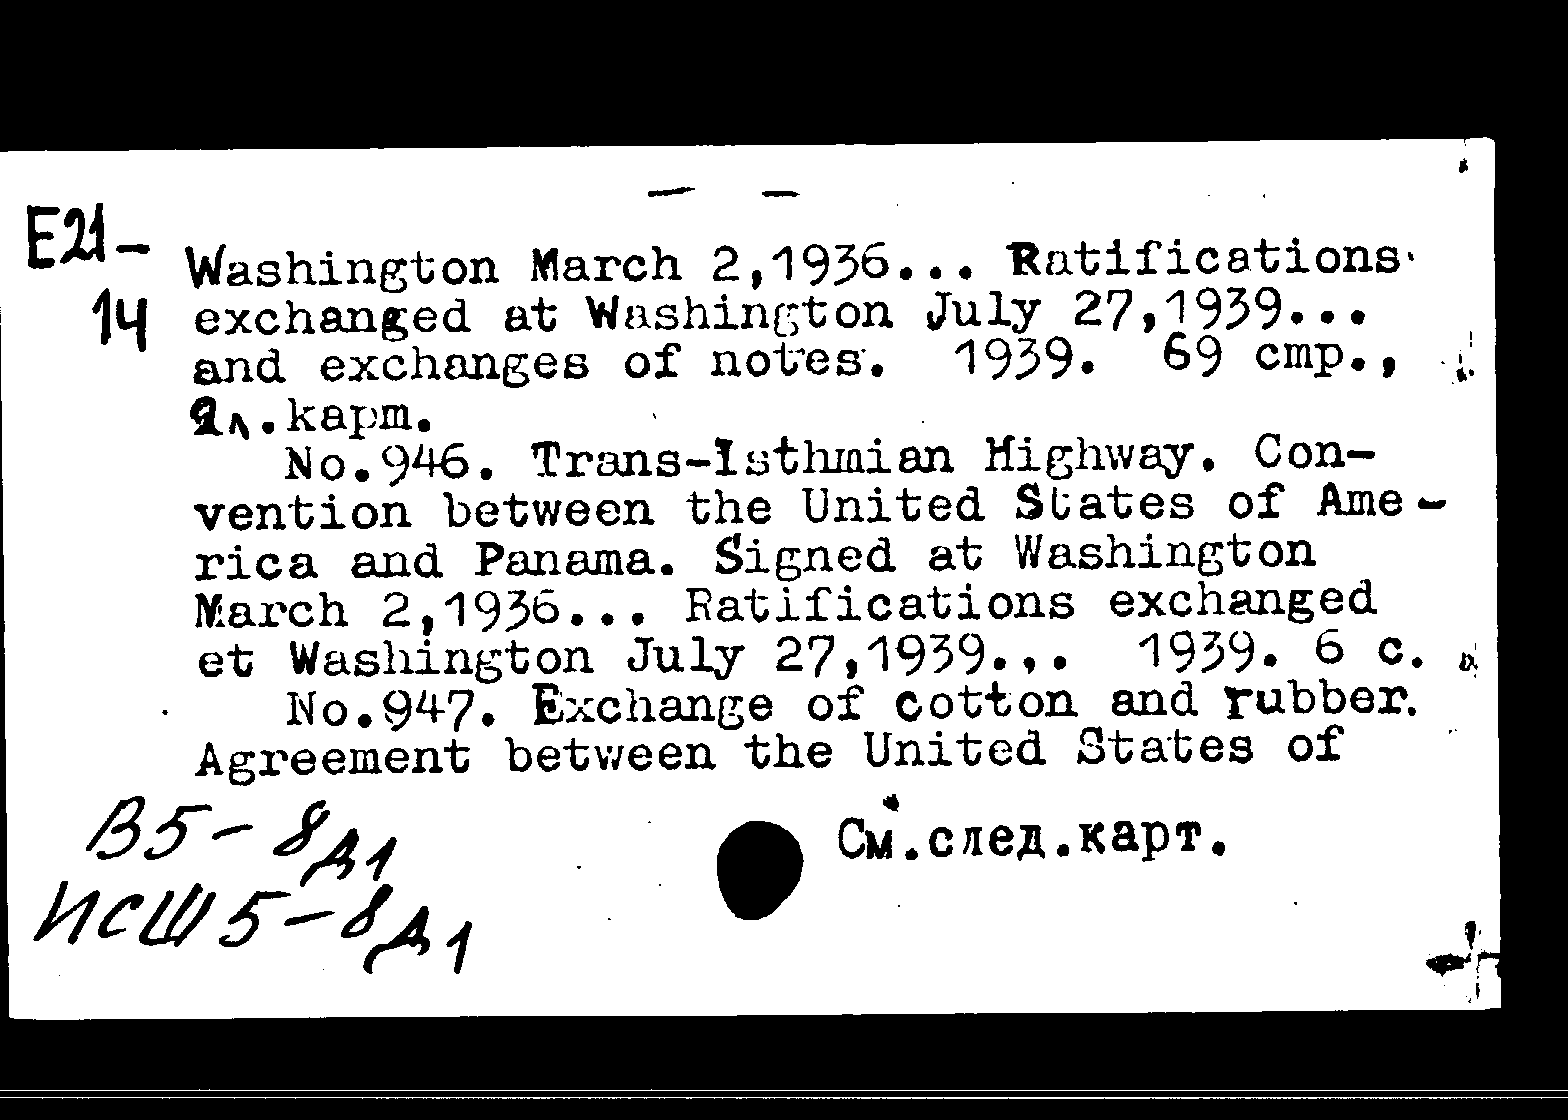 — —
E21-
14
Washington March 2,1936... Ratifications
exchanged at Washington July 27,1939...
and exchanges of notes. 1939. 69 cmp.,
2л.карт.
No.946. Trans-Isthmian Highway. Con-
vention between the United States of Ame-
rica and Panama. Signed at Washington
March 2,1936... Ratifications exchanged
et Washington July 27,1939... 1939. 6 c.
No.947. Exchange of cotton and rubber.
Agreement between the United States of
См.след.карт.
В5-8д1
ИСШ5-8д1